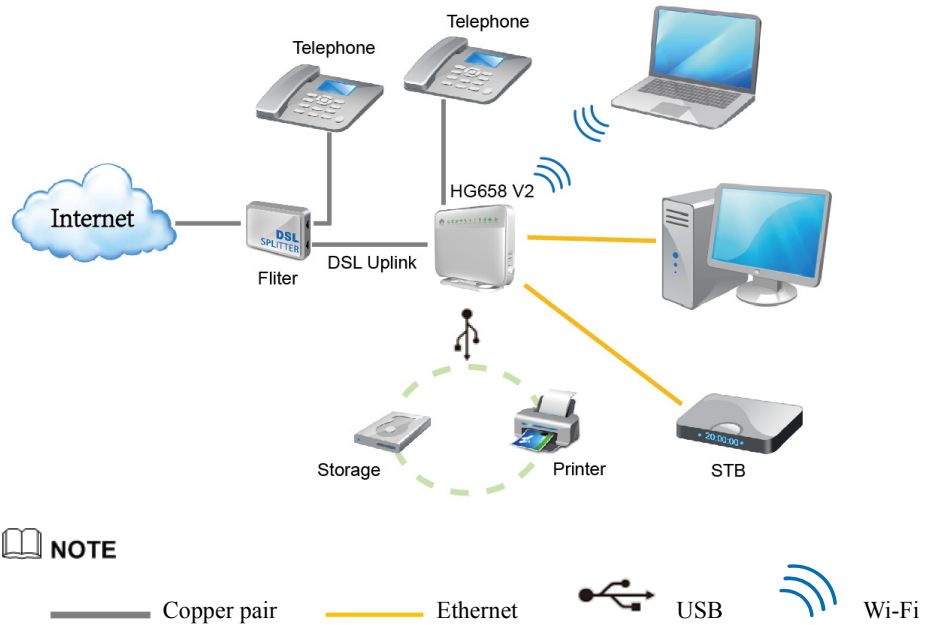 Telephone
Telephone
HG658 V2
Internet
DSL
SPLITTER
Fliter
DSL Uplink
20:00:00
Storage
Printer
STB
NOTE
Copper pair
Ethernet
USB
Wi-Fi